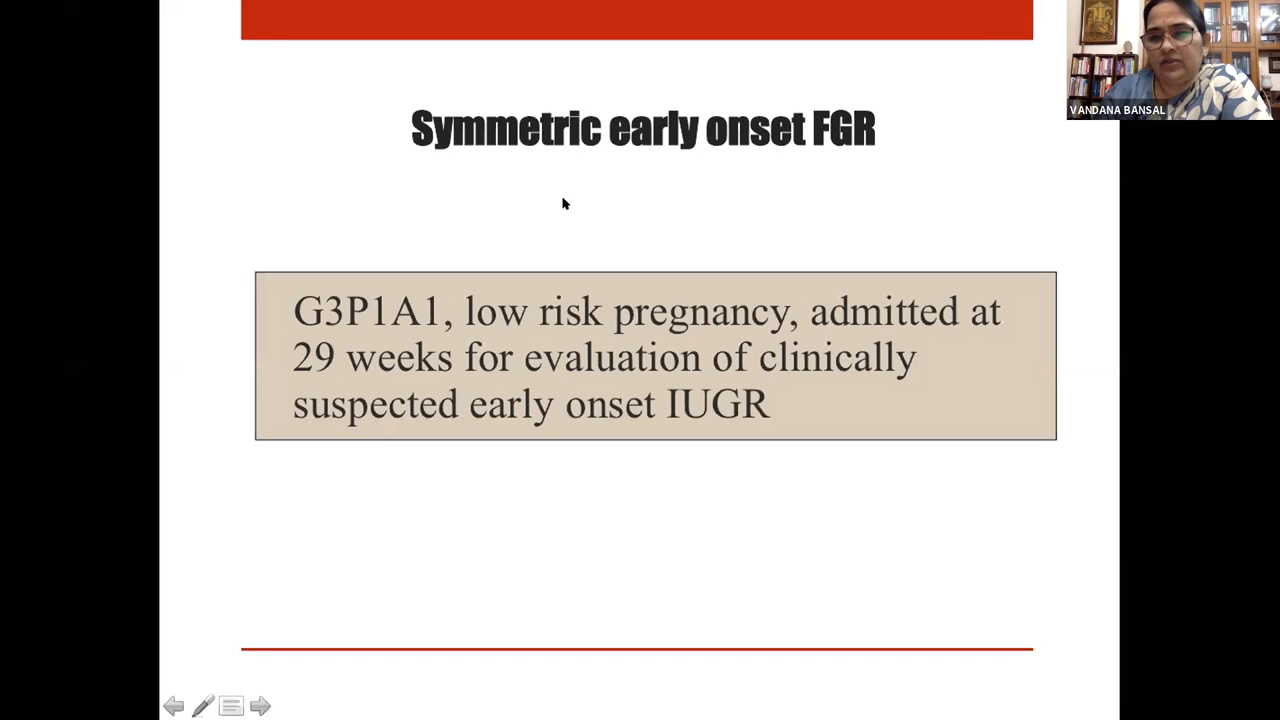 VANDANA BANSAL
Symmetric early onset FGR
G3P1A1, low risk pregnancy, admitted at
29 weeks for evaluation of clinically
suspected early onset IUGR